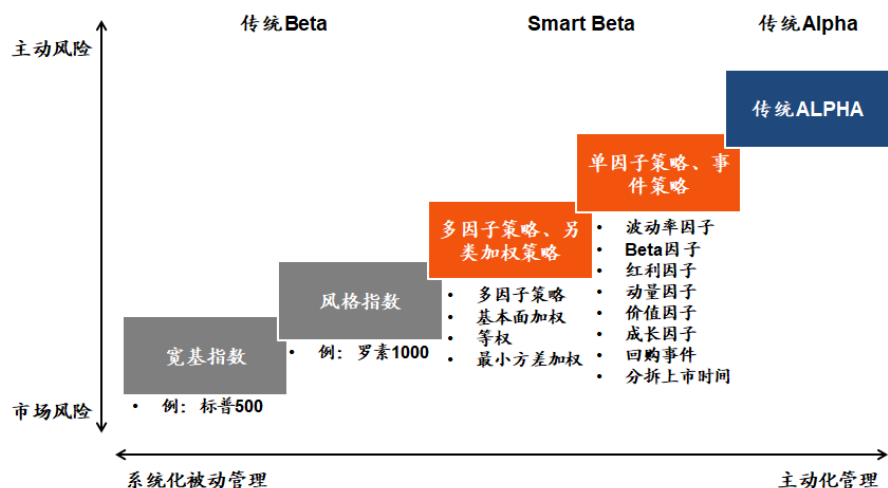 传统Beta
Smart Beta
传统Alpha
主动风险
传统ALPHA
单因子策略、事
件策略
多因子策略、另
类加权策略
• 波动率因子
• Beta因子
• 红利因子
• 动量因子
• 价值因子
• 成长因子
• 回购事件
• 分拆上市时间
风格指数
• 多因子策略
• 基本面加权
• 等权
• 最小方差加权
宽基指数
• 例：罗素1000
• 例：标普500
市场风险
系统化被动管理
主动化管理